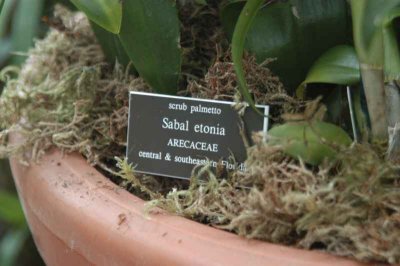 scrub palmetto
Sabal etonia
ARECACEAE
central & southeastern Florida